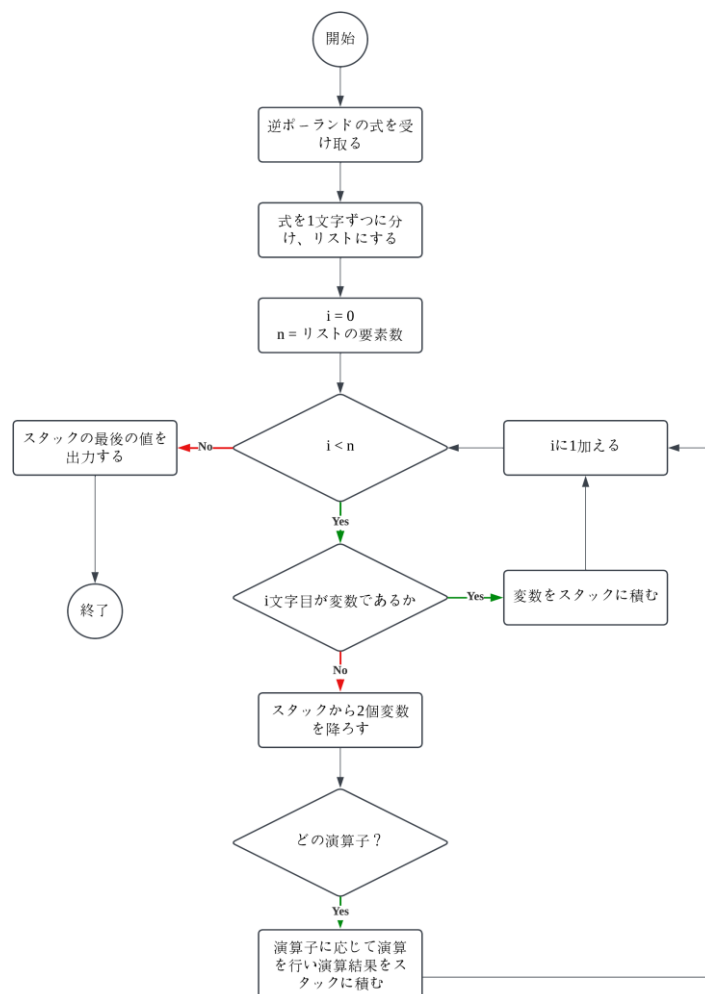 開始
逆ポーランドの式を受
け取る
式を1文字ずつに分
け、リストにする
i = 0
n = リストの要素数
i < n
No
スタックの最後の値を
出力する
終了
iに1加える
Yes
i文字目が変数であるか
Yes
変数をスタックに積む
No
スタックから2個変数
を降ろす
どの演算子？
Yes
演算子に応じて演算
を行い演算結果をス
タックに積む